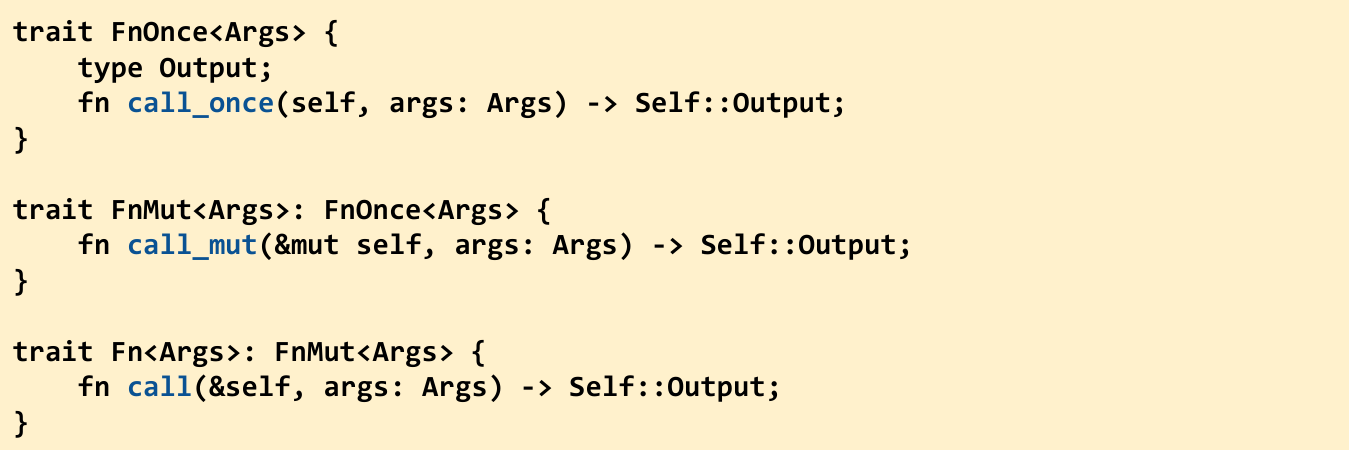 trait FnOnce<Args> {
    type Output;
    fn call_once(self, args: Args) -> Self::Output;
}

trait FnMut<Args>: FnOnce<Args> {
    fn call_mut(&mut self, args: Args) -> Self::Output;
}

trait Fn<Args>: FnMut<Args> {
    fn call(&self, args: Args) -> Self::Output;
}